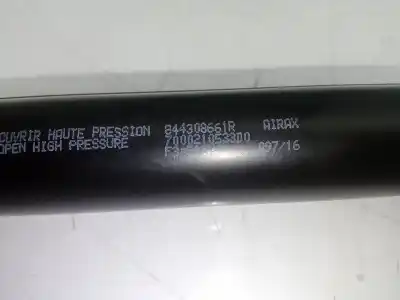 OUVRIR HAUTE PRESSION 844308661R AIRAX
OPEN HIGH PRESSURE 097/16